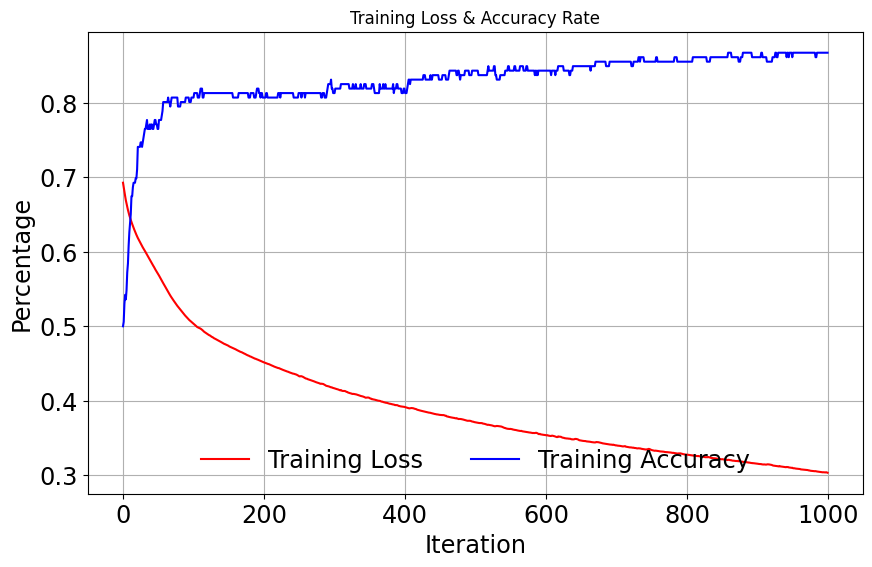 Training Loss & Accuracy Rate
Percentage
0.8
0.7
0.6
0.5
0.4
0.3
Training Loss Training Accuracy
0 200 400 600 800 1000
Iteration